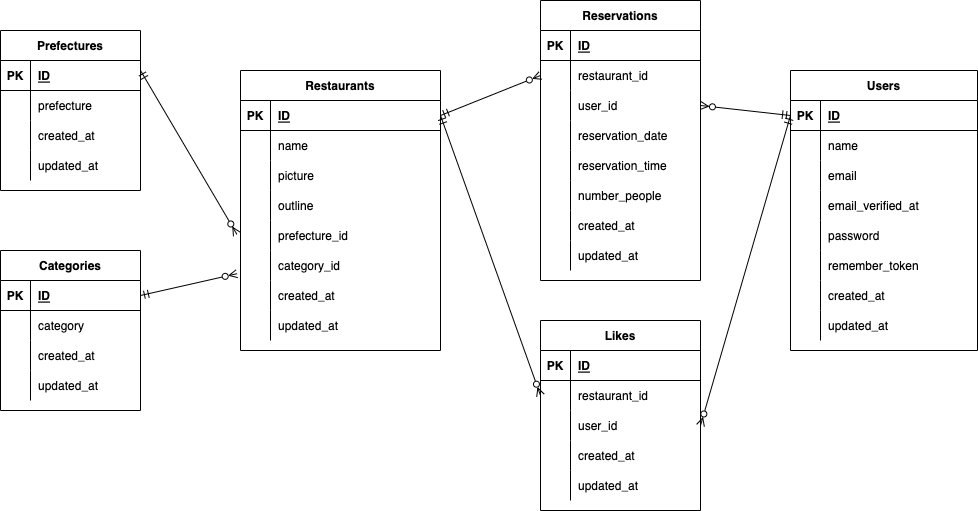 Prefectures
PK ID
prefecture
created_at
updated_at
Categories
PK ID
category
created_at
updated_at
Restaurants
PK ID
name
picture
outline
prefecture_id
category_id
created_at
updated_at
Reservations
PK ID
restaurant_id
user_id
reservation_date
reservation_time
number_people
created_at
updated_at
Likes
PK ID
restaurant_id
user_id
created_at
updated_at
Users
PK ID
name
email
email_verified_at
password
remember_token
created_at
updated_at